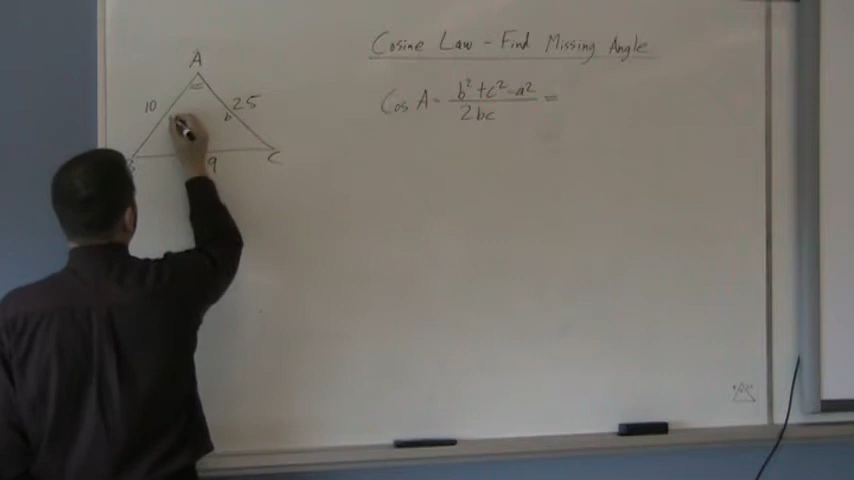 Cosine Law - Find Missing Angle
A
10
25
b
9
C
Cos A = b² + c² - a² / 2bc =